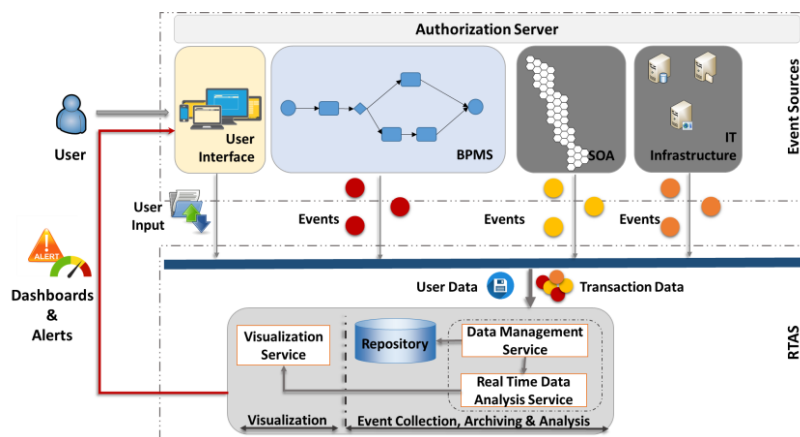 Authorization Server
User
Interface
BPMS
SOA
IT
Infrastructure
Event Sources
User
User
Input
Events
Events
Events
ALERT
Dashboards
&
Alerts
User Data
Transaction Data
Visualization
Service
Repository
Data Management
Service
Real Time Data
Analysis Service
Visualization
Event Collection, Archiving & Analysis
RTAS